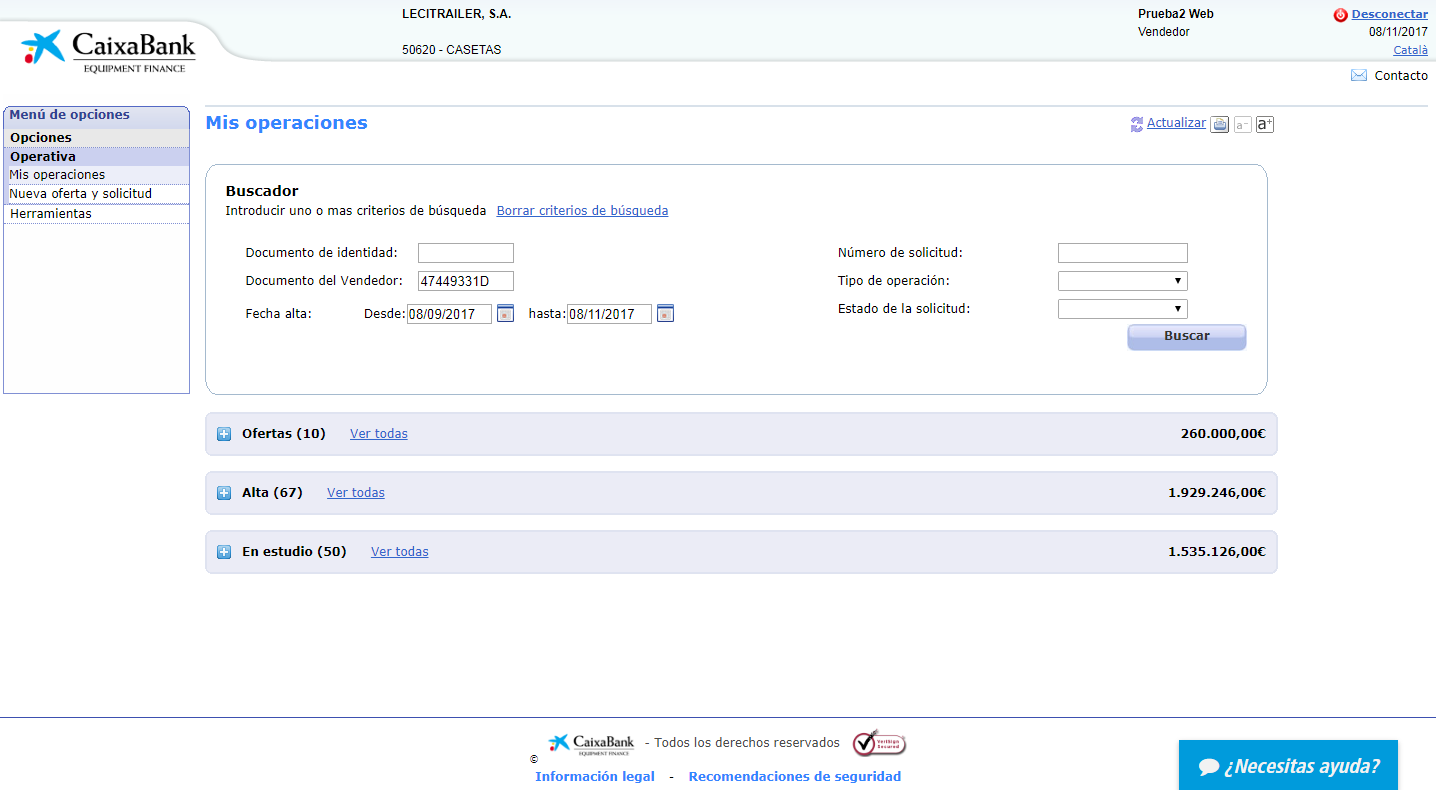 LECITRAILER, S.A.
Prueba2 Web
Desconectar
Vendedor
08/11/2017
CaixaBank
EQUIPMENT FINANCE
50620 - CASETAS
Català
Contacto
Menú de opciones
Opciones
Operativa
Mis operaciones
Nueva oferta y solicitud
Herramientas
Mis operaciones
Actualizar
a-
a+
Buscador
Introducir uno o mas criterios de búsqueda Borrar criterios de búsqueda
Documento de identidad:
Número de solicitud:
Documento del Vendedor: 47449331D
Tipo de operación:
Fecha alta: Desde: 08/09/2017 hasta: 08/11/2017
Estado de la solicitud:
Buscar
Ofertas (10) Ver todas 260.000,00€
Alta (67) Ver todas 1.929.246,00€
En estudio (50) Ver todas 1.535.126,00€
© CaixaBank EQUIPMENT FINANCE - Todos los derechos reservados VeriSign Secured
Información legal - Recomendaciones de seguridad
¿Necesitas ayuda?